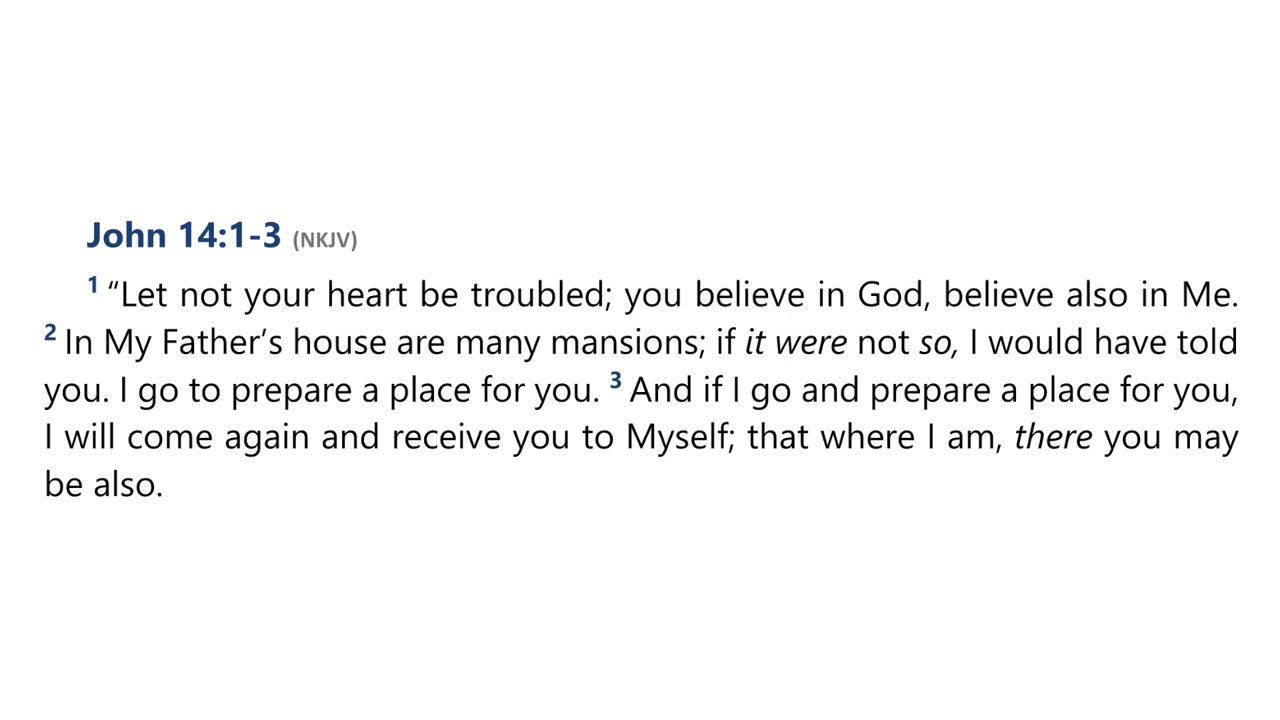 John 14:1-3 (NKJV)
1 “Let not your heart be troubled; you believe in God, believe also in Me.
2 In My Father’s house are many mansions; if it were not so, I would have told
you. I go to prepare a place for you. 3 And if I go and prepare a place for you,
I will come again and receive you to Myself; that where I am, there you may
be also.